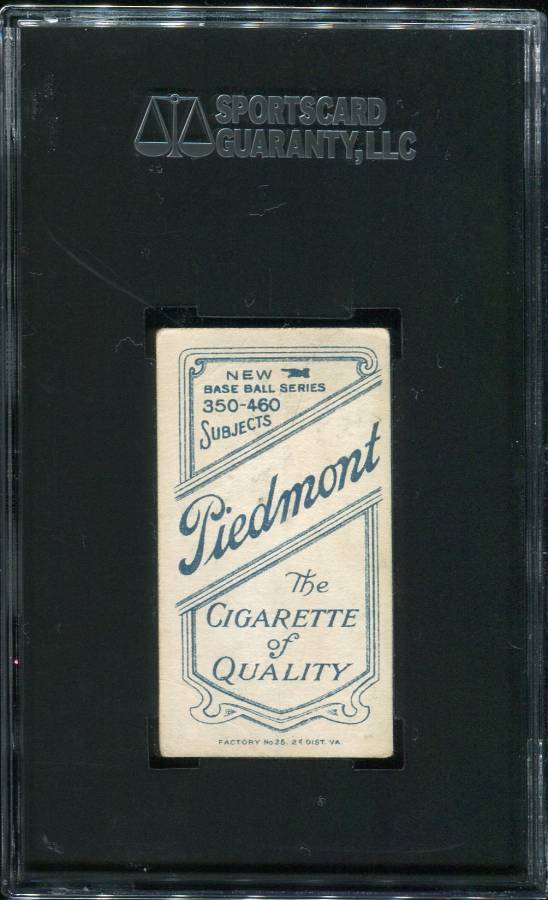 SPORTSCARD
GUARANTY, LLC
NEW
BASE BALL SERIES
350-460
SUBJECTS
Piedmont
The
CIGARETTE
of
QUALITY
FACTORY No 25. 2d DIST. VA.